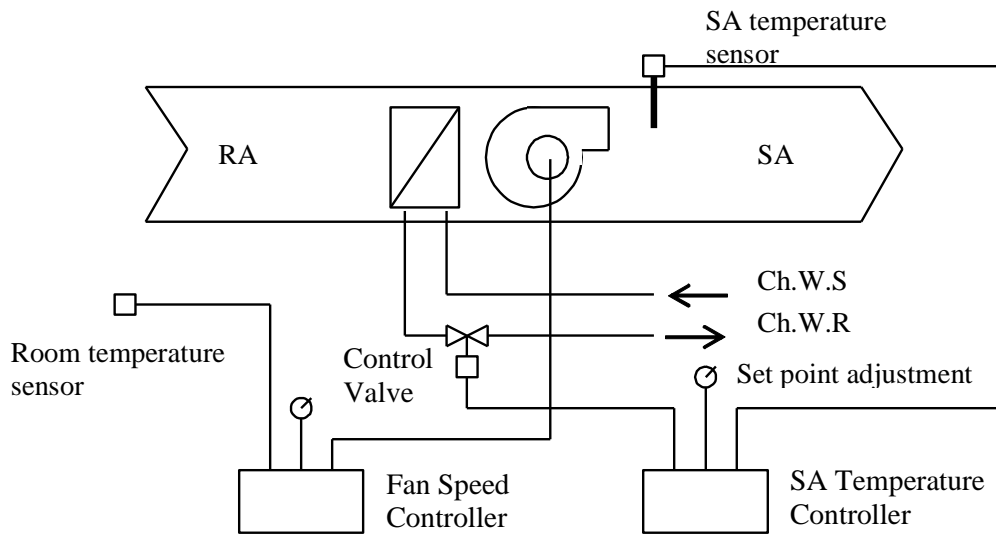 SA temperature
sensor
RA
SA
Ch.W.S
Ch.W.R
Room temperature
sensor
Control
Valve
Set point adjustment
Fan Speed
Controller
SA Temperature
Controller